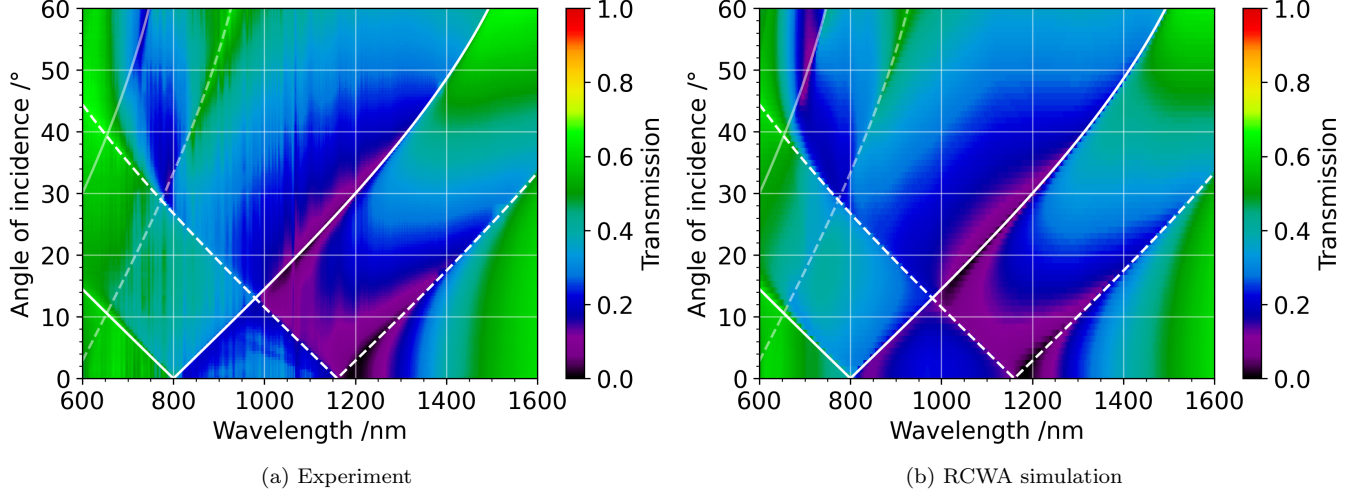 60
50
40
30
20
10
0
Angle of incidence /°
600 800 1000 1200 1400 1600
Wavelength /nm
1.0
0.8
0.6
0.4
0.2
0.0
Transmission
(a) Experiment
60
50
40
30
20
10
0
Angle of incidence /°
600 800 1000 1200 1400 1600
Wavelength /nm
1.0
0.8
0.6
0.4
0.2
0.0
Transmission
(b) RCWA simulation